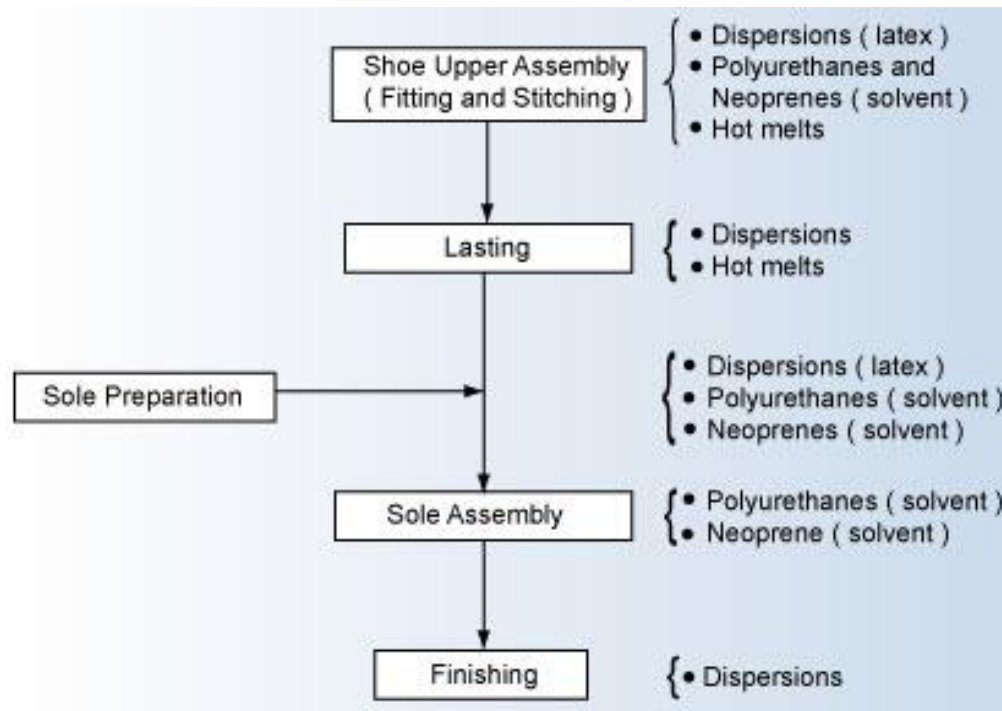 Shoe Upper Assembly
( Fitting and Stitching )
• Dispersions ( latex )
• Polyurethanes and
Neoprenes ( solvent )
• Hot melts
Lasting
• Dispersions
• Hot melts
Sole Preparation
• Dispersions ( latex )
• Polyurethanes ( solvent )
• Neoprenes ( solvent )
Sole Assembly
• Polyurethanes ( solvent )
• Neoprene ( solvent )
Finishing
• Dispersions